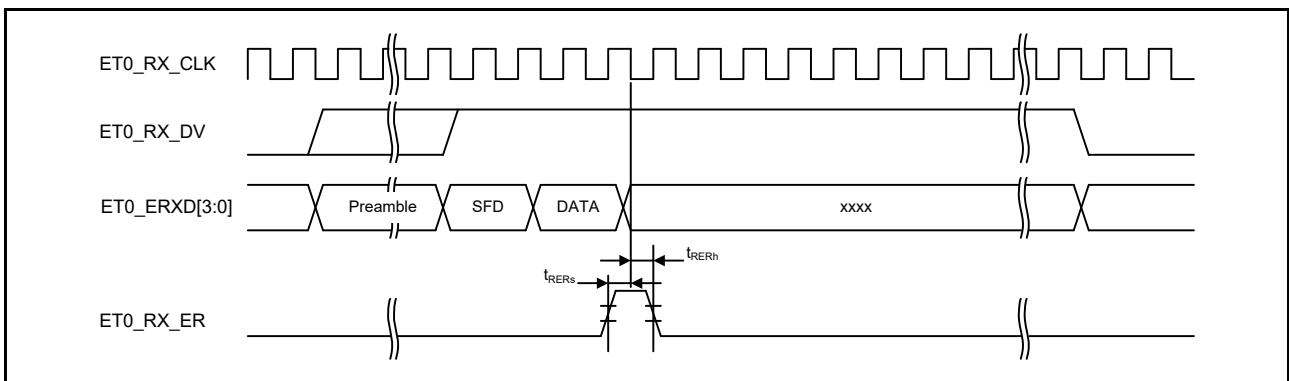 ET0_RX_CLK
ET0_RX_DV
ET0_ERXD[3:0]
Preamble
SFD
DATA
xxxx
tRERh
tRERs
ET0_RX_ER